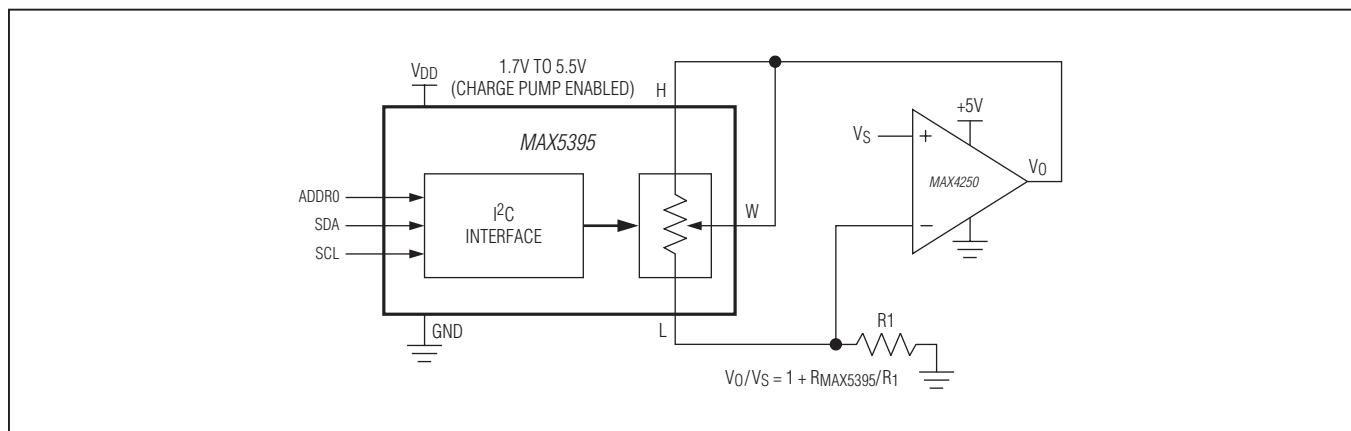 VDD
1.7V TO 5.5V
(CHARGE PUMP ENABLED)
H
+5V
MAX5395
VS
+
VO
MAX4250
ADDR0
SDA
SCL
I2C
INTERFACE
W
−
GND
L
R1
VO/VS = 1 + RMAX5395/R1